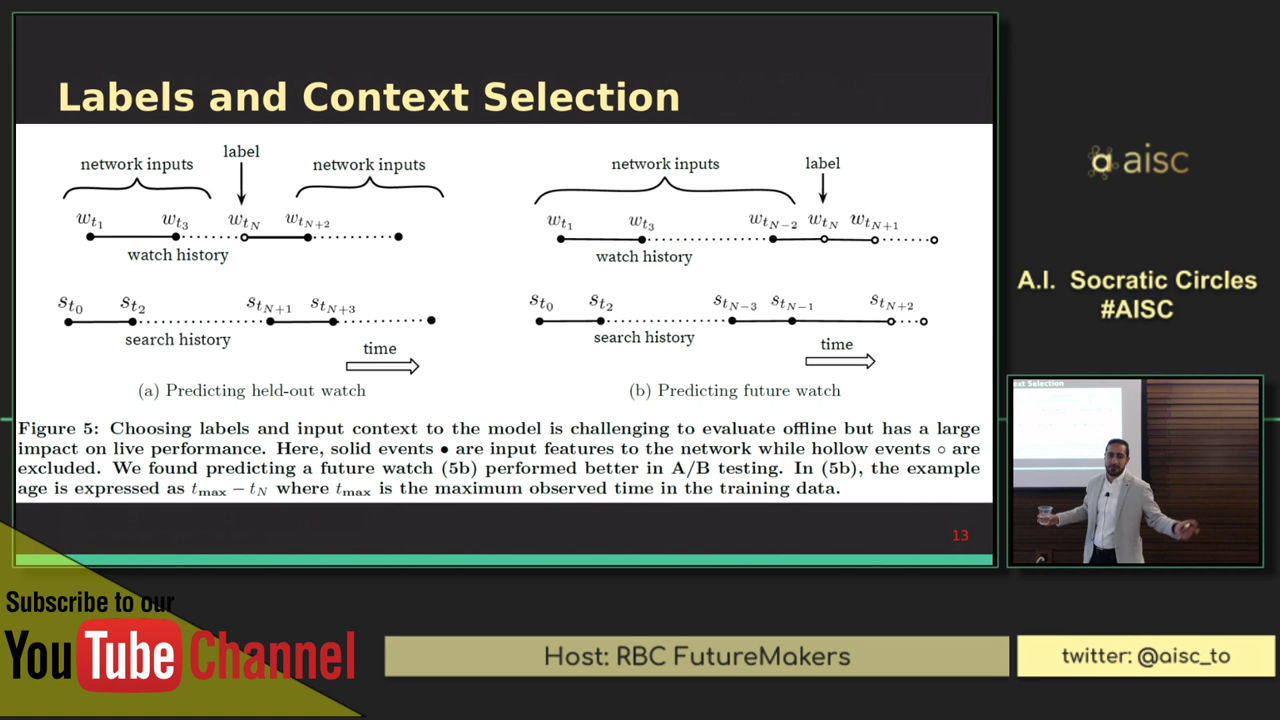 Labels and Context Selection
network inputs
label
network inputs
w_{t_1} w_{t_3} w_{t_N} w_{t_{N+2}}
watch history
s_{t_0} s_{t_2} s_{t_{N+1}} s_{t_{N+3}}
search history
time
(a) Predicting held-out watch
network inputs
label
w_{t_1} w_{t_3} w_{t_{N-2}} w_{t_N} w_{t_{N+1}}
watch history
s_{t_0} s_{t_2} s_{t_{N-3}} s_{t_{N-1}} s_{t_{N+2}}
search history
time
(b) Predicting future watch
Figure 5: Choosing labels and input context to the model is challenging to evaluate offline but has a large
impact on live performance. Here, solid events • are input features to the network while hollow events ○ are
excluded. We found predicting a future watch (5b) performed better in A/B testing. In (5b), the example
age is expressed as t_{max} − t_N where t_{max} is the maximum observed time in the training data.
13
aisc
A.I. Socratic Circles
#AISC
ext Selection
Subscribe to our
YouTube Channel
Host: RBC FutureMakers
twitter: @aisc_to